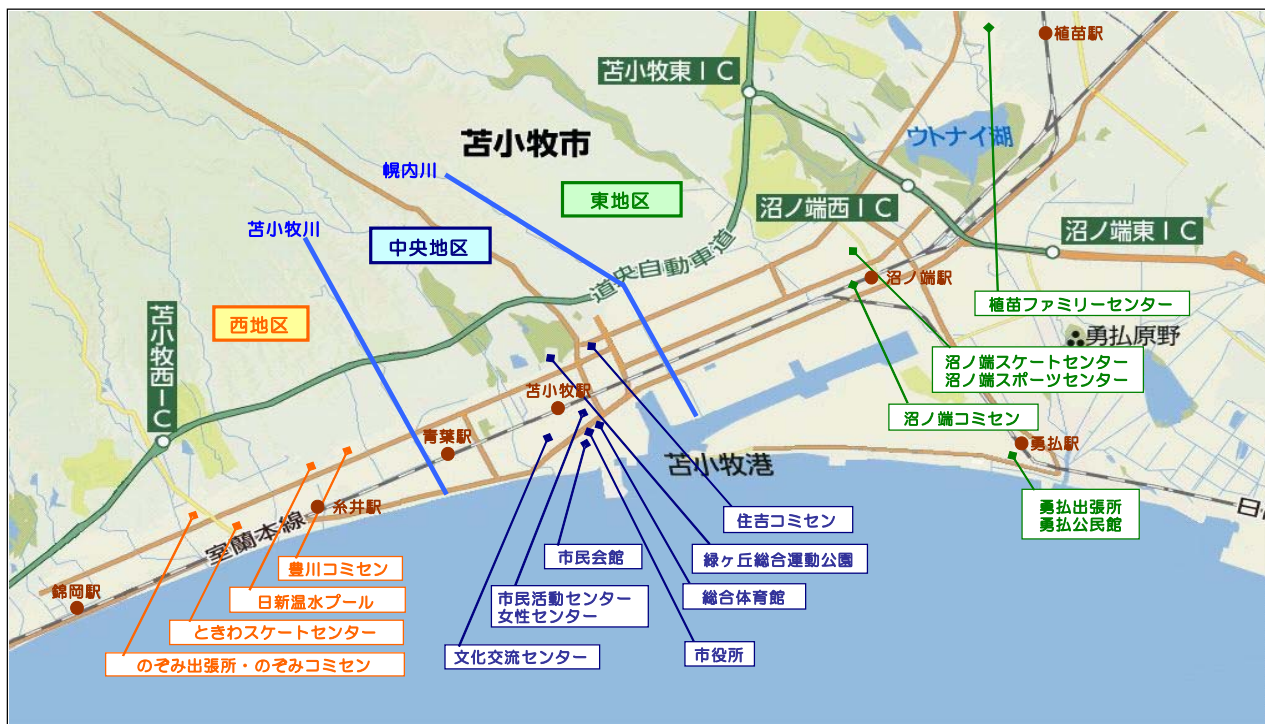 植苗駅
苫小牧東IC
ウトナイ湖
苫小牧市
幌内川
東地区
沼ノ端西IC
苫小牧川
中央地区
沼ノ端東IC
道央自動車道
沼ノ端駅
植苗ファミリーセンター
西地区
苫小牧西IC
勇払原野
沼ノ端スケートセンター
沼ノ端スポーツセンター
苫小牧駅
沼ノ端コミセン
青葉駅
勇払駅
苫小牧港
糸井駅
勇払出張所
勇払公民館
日
住吉コミセン
室蘭本線
市民会館
緑ヶ丘総合運動公園
豊川コミセン
錦岡駅
日新温水プール
市民活動センター
女性センター
総合体育館
ときわスケートセンター
文化交流センター
市役所
のぞみ出張所・のぞみコミセン